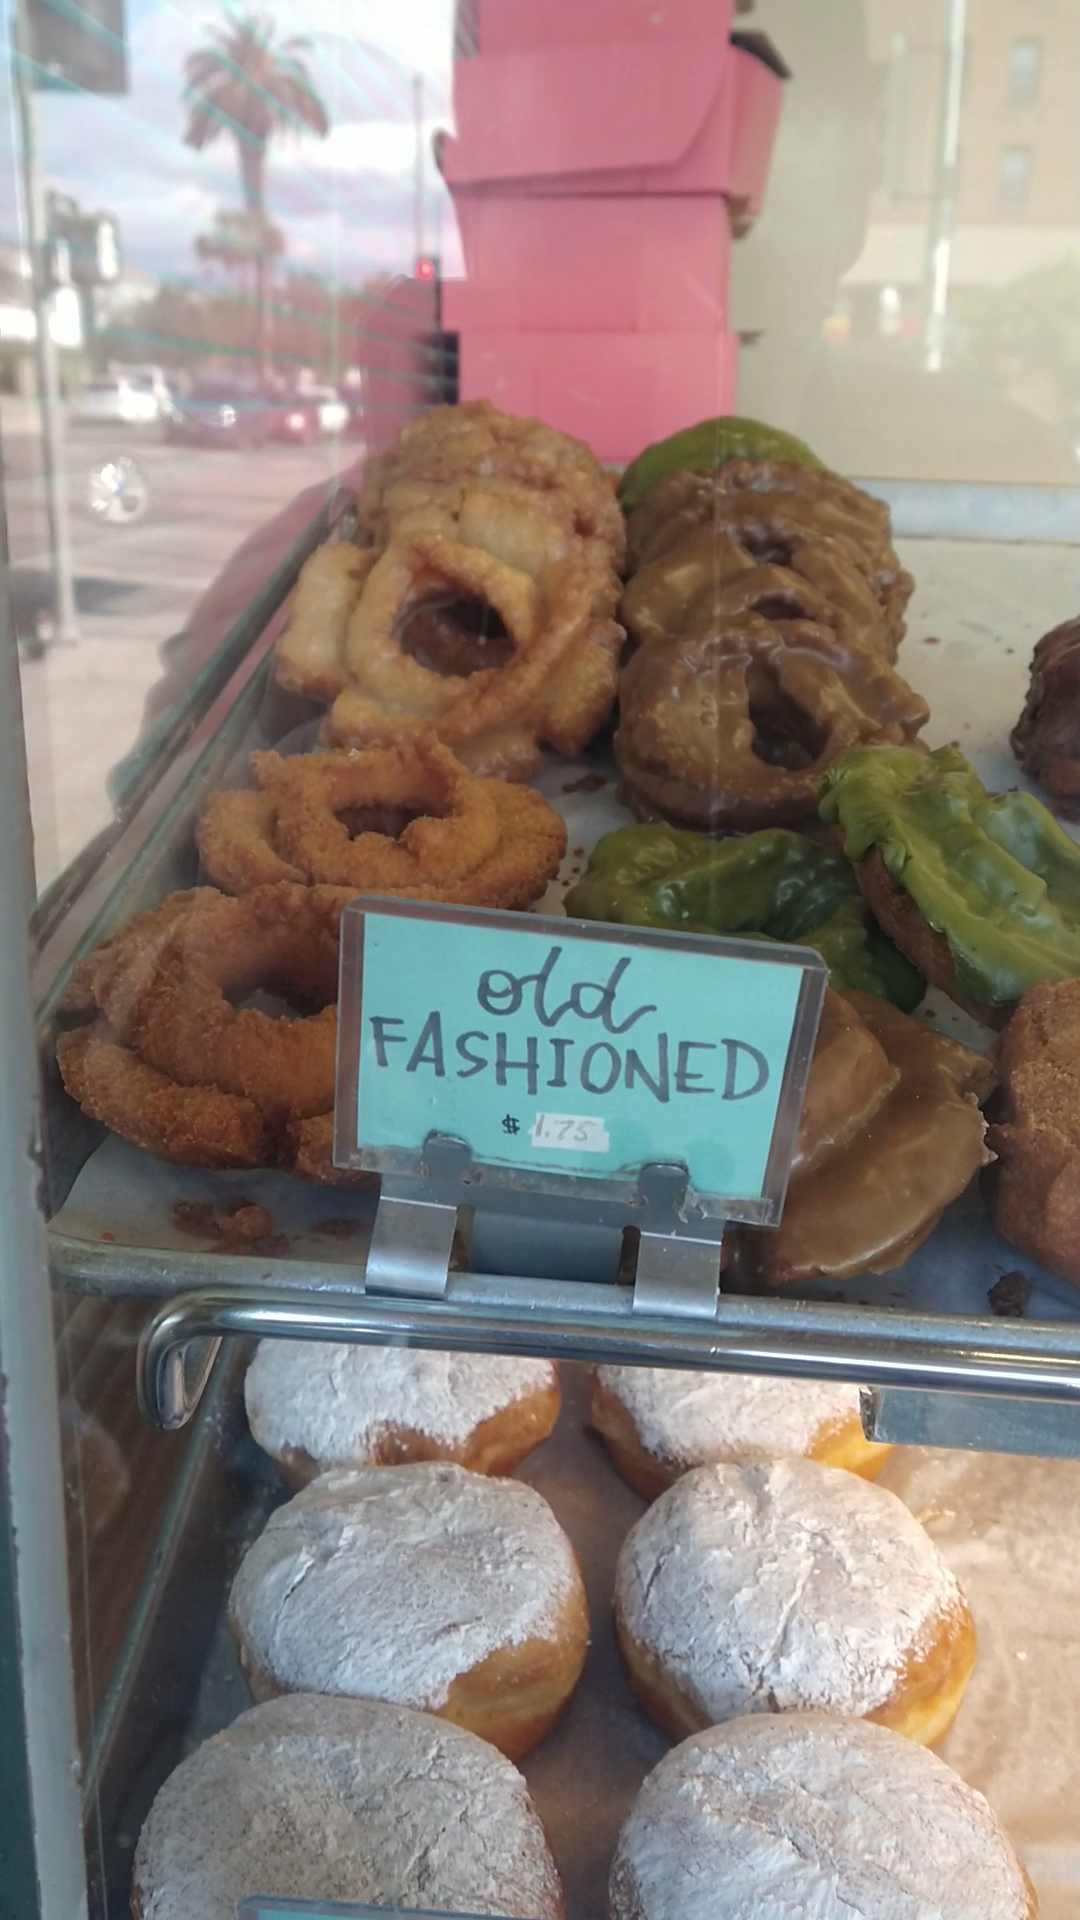 old
FASHIONED
$ 1.75